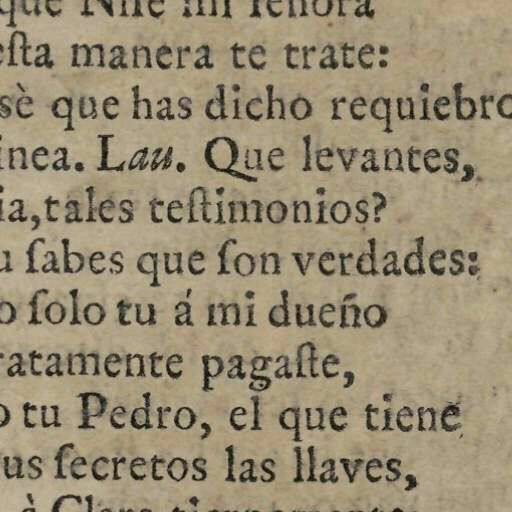 que Nise mi ſeñora
eſta manera te trate:
sè que has dicho requiebro
inea. Lau. Que levantes,
ia, tales teſtimonios?
u ſabes que ſon verdades:
o ſolo tu á mi dueño
ratamente pagaſte,
o tu Pedro, el que tiene
us ſecretos las llaves,
à Clara tiernamente